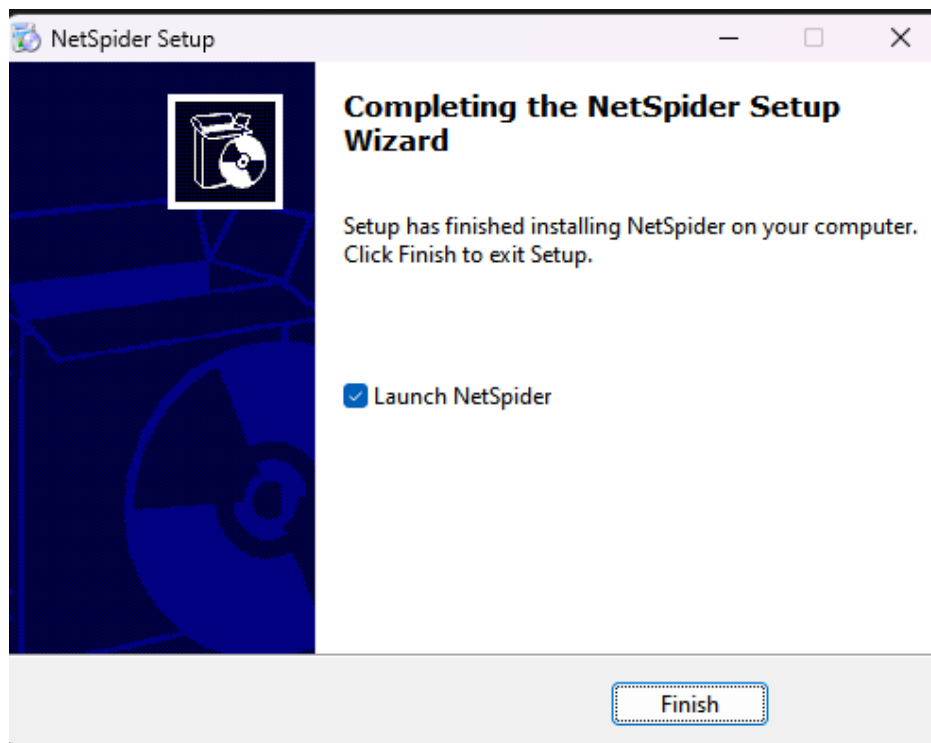 NetSpider Setup
Completing the NetSpider Setup
Wizard
Setup has finished installing NetSpider on your computer.
Click Finish to exit Setup.
Launch NetSpider
Finish